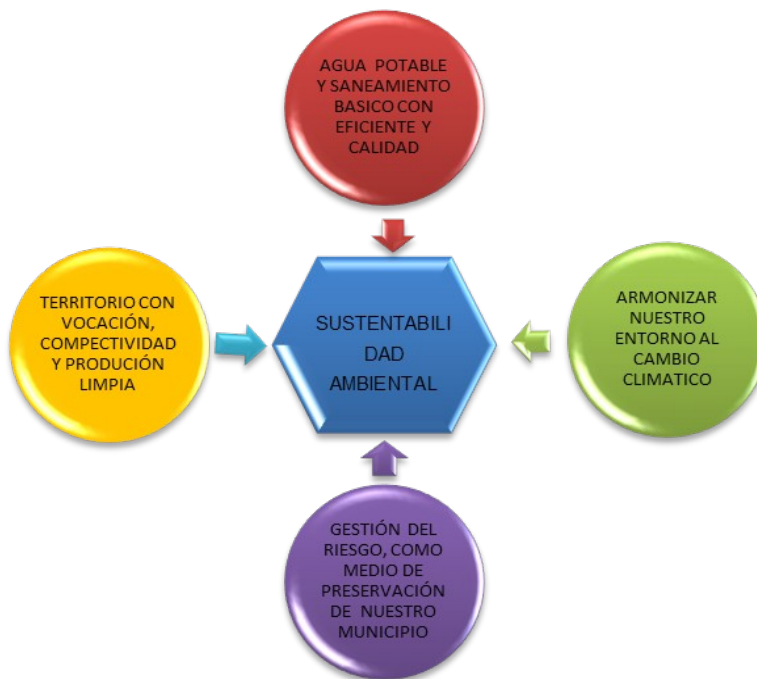 AGUA POTABLE
Y SANEAMIENTO
BASICO CON
EFICIENTE Y
CALIDAD
TERRITORIO CON
VOCACIÓN,
COMPECTIVIDAD
Y PRODUCIÓN
LIMPIA
SUSTENTABILI
DAD
AMBIENTAL
ARMONIZAR
NUESTRO
ENTORNO AL
CAMBIO
CLIMATICO
GESTIÓN DEL
RIESGO, COMO
MEDIO DE
PRESERVACIÓN
DE NUESTRO
MUNICIPIO